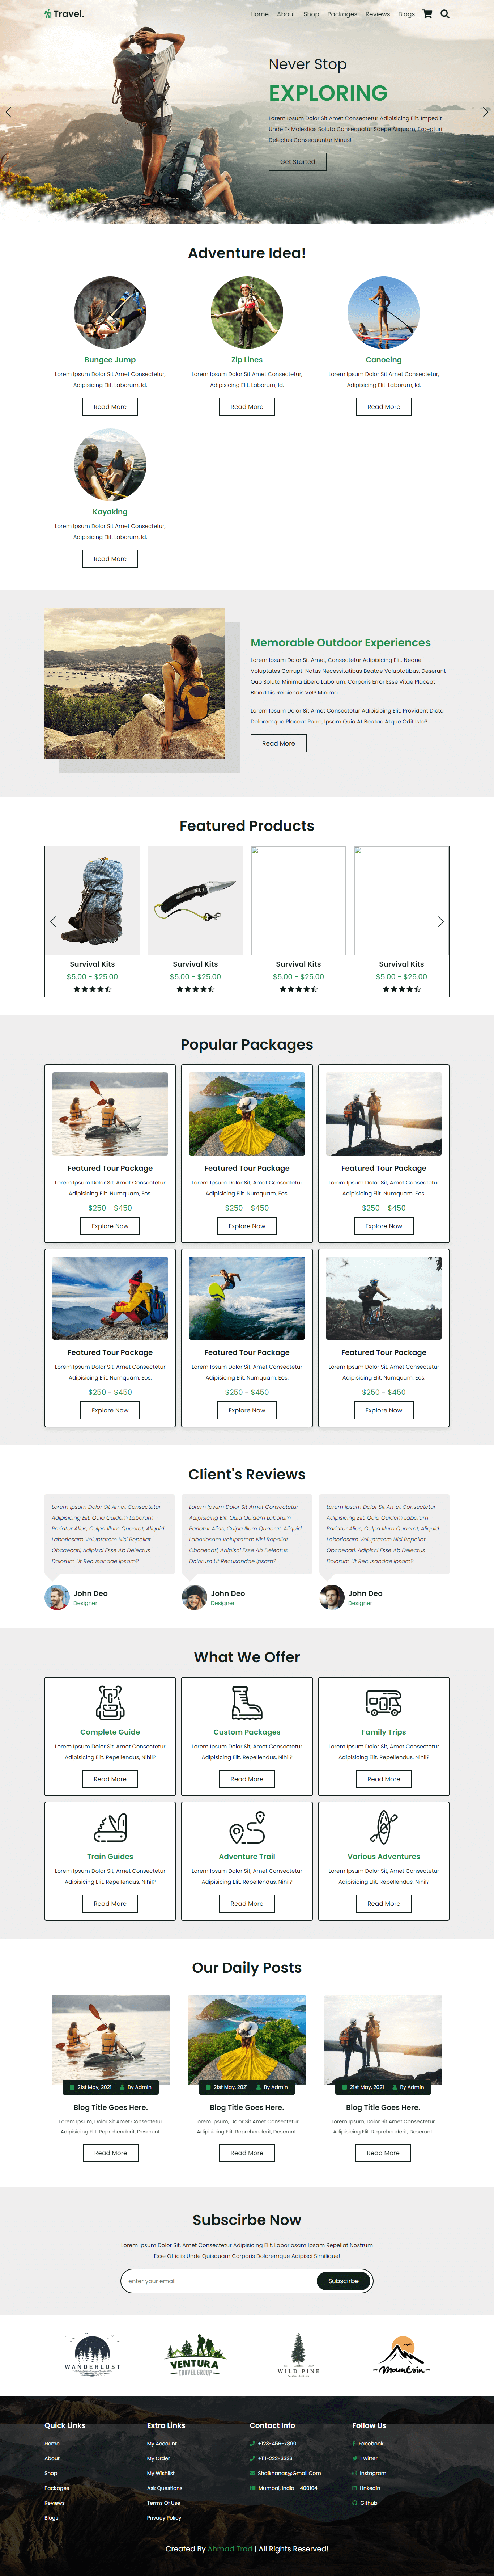 Travel.
Home About Shop Packages Reviews Blogs
Never Stop
EXPLORING
Lorem Ipsum Dolor Sit Amet Consectetur Adipisicing Elit. Impedit
Unde Ex Molestias Soluta Consequatur Saepe Aliquam, Excepturi
Delectus Consequuntur Minus!
Get Started
Adventure Idea!
Bungee Jump
Lorem Ipsum Dolor Sit Amet Consectetur,
Adipisicing Elit. Laborum, Id.
Read More
Zip Lines
Lorem Ipsum Dolor Sit Amet Consectetur,
Adipisicing Elit. Laborum, Id.
Read More
Canoeing
Lorem Ipsum Dolor Sit Amet Consectetur,
Adipisicing Elit. Laborum, Id.
Read More
Kayaking
Lorem Ipsum Dolor Sit Amet Consectetur,
Adipisicing Elit. Laborum, Id.
Read More
Memorable Outdoor Experiences
Lorem Ipsum Dolor Sit Amet, Consectetur Adipisicing Elit. Neque
Voluptates Corrupti Natus Necessitatibus Beatae Voluptatibus, Deserunt
Quo Soluta Minima Libero Laborum, Corporis Error Esse Vitae Placeat
Blanditiis Reiciendis Vel? Minima.
Lorem Ipsum Dolor Sit Amet Consectetur Adipisicing Elit. Provident Dicta
Doloremque Placeat Porro, Ipsam Quia At Beatae Atque Odit Iste?
Read More
Featured Products
Survival Kits
$5.00 - $25.00
Survival Kits
$5.00 - $25.00
Survival Kits
$5.00 - $25.00
Survival Kits
$5.00 - $25.00
Popular Packages
Featured Tour Package
Lorem Ipsum Dolor Sit, Amet Consectetur
Adipisicing Elit. Numquam, Eos.
$250 - $450
Explore Now
Featured Tour Package
Lorem Ipsum Dolor Sit, Amet Consectetur
Adipisicing Elit. Numquam, Eos.
$250 - $450
Explore Now
Featured Tour Package
Lorem Ipsum Dolor Sit, Amet Consectetur
Adipisicing Elit. Numquam, Eos.
$250 - $450
Explore Now
Featured Tour Package
Lorem Ipsum Dolor Sit, Amet Consectetur
Adipisicing Elit. Numquam, Eos.
$250 - $450
Explore Now
Featured Tour Package
Lorem Ipsum Dolor Sit, Amet Consectetur
Adipisicing Elit. Numquam, Eos.
$250 - $450
Explore Now
Featured Tour Package
Lorem Ipsum Dolor Sit, Amet Consectetur
Adipisicing Elit. Numquam, Eos.
$250 - $450
Explore Now
Client's Reviews
Lorem Ipsum Dolor Sit Amet Consectetur
Adipisicing Elit. Quia Quidem Laborum
Pariatur Alias, Culpa Illum Quaerat, Aliquid
Laboriosam Voluptatem Nisi Repellat
Obcaecati, Adipisci Esse Ab Delectus
Dolorum Ut Recusandae Ipsam?
John Deo
Designer
Lorem Ipsum Dolor Sit Amet Consectetur
Adipisicing Elit. Quia Quidem Laborum
Pariatur Alias, Culpa Illum Quaerat, Aliquid
Laboriosam Voluptatem Nisi Repellat
Obcaecati, Adipisci Esse Ab Delectus
Dolorum Ut Recusandae Ipsam?
John Deo
Designer
Lorem Ipsum Dolor Sit Amet Consectetur
Adipisicing Elit. Quia Quidem Laborum
Pariatur Alias, Culpa Illum Quaerat, Aliquid
Laboriosam Voluptatem Nisi Repellat
Obcaecati, Adipisci Esse Ab Delectus
Dolorum Ut Recusandae Ipsam?
John Deo
Designer
What We Offer
Complete Guide
Lorem Ipsum Dolor Sit, Amet Consectetur
Adipisicing Elit. Repellendus, Nihil?
Read More
Custom Packages
Lorem Ipsum Dolor Sit, Amet Consectetur
Adipisicing Elit. Repellendus, Nihil?
Read More
Family Trips
Lorem Ipsum Dolor Sit, Amet Consectetur
Adipisicing Elit. Repellendus, Nihil?
Read More
Train Guides
Lorem Ipsum Dolor Sit, Amet Consectetur
Adipisicing Elit. Repellendus, Nihil?
Read More
Adventure Trail
Lorem Ipsum Dolor Sit, Amet Consectetur
Adipisicing Elit. Repellendus, Nihil?
Read More
Various Adventures
Lorem Ipsum Dolor Sit, Amet Consectetur
Adipisicing Elit. Repellendus, Nihil?
Read More
Our Daily Posts
21st May, 2021 By Admin
Blog Title Goes Here.
Lorem Ipsum, Dolor Sit Amet Consectetur
Adipisicing Elit. Reprehenderit, Deserunt.
Read More
21st May, 2021 By Admin
Blog Title Goes Here.
Lorem Ipsum, Dolor Sit Amet Consectetur
Adipisicing Elit. Reprehenderit, Deserunt.
Read More
21st May, 2021 By Admin
Blog Title Goes Here.
Lorem Ipsum, Dolor Sit Amet Consectetur
Adipisicing Elit. Reprehenderit, Deserunt.
Read More
Subscirbe Now
Lorem Ipsum Dolor Sit, Amet Consectetur Adipisicing Elit. Laboriosam Ipsam Repellat Nostrum
Esse Officiis Unde Quisquam Corporis Doloremque Adipisci Similique!
enter your email
Subscirbe
WANDERLUST
VENTURA
TRAVEL GROUP
WILD PINE
Mountain
Quick Links
Home
About
Shop
Packages
Reviews
Blogs
Extra Links
My Account
My Order
My Wishlist
Ask Questions
Terms Of Use
Privacy Policy
Contact Info
+123-456-7890
+111-222-3333
Shaikhanas@Gmail.Com
Mumbai, India - 400104
Follow Us
Facebook
Twitter
Instagram
Linkedin
Github
Created By Ahmad Trad | All Rights Reserved!